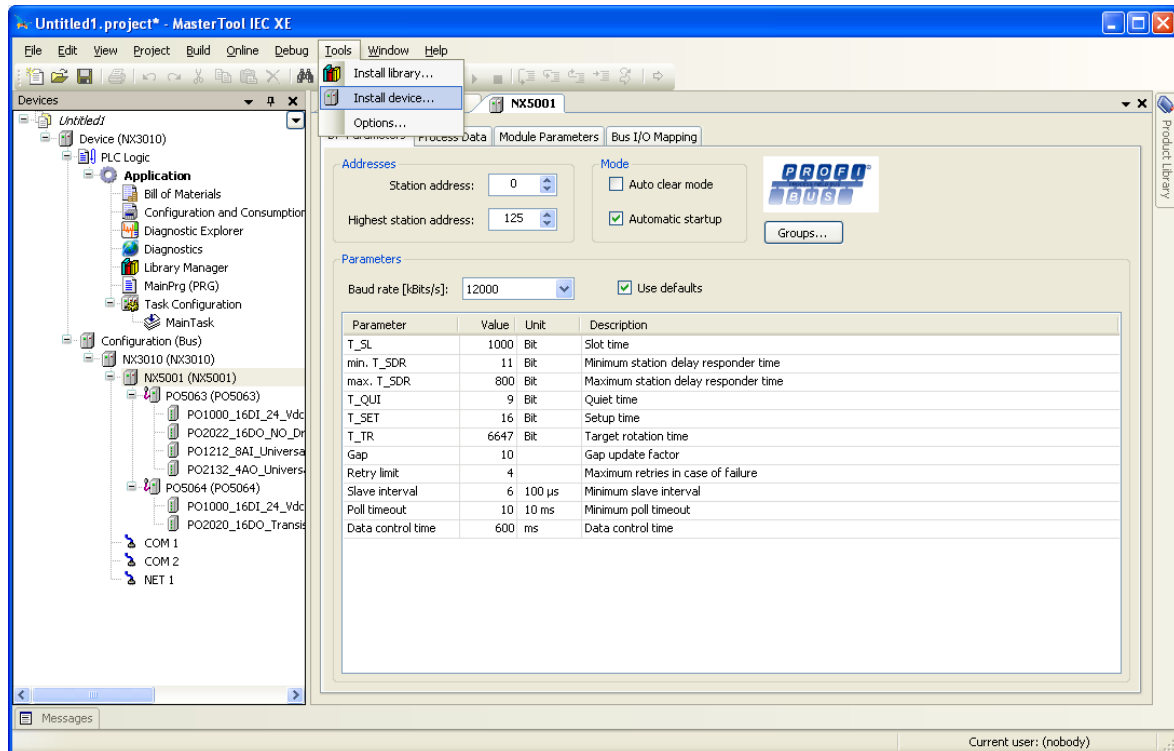 Untitled1.project* - MasterTool IEC XE
File Edit View Project Build Online Debug Tools Window Help
Install library...
Install device...
Options...
Devices
NX5001
Untitled1
Device (NX3010)
PLC Logic
Application
Bill of Materials
Configuration and Consumption
Diagnostic Explorer
Diagnostics
Library Manager
MainPrg (PRG)
Task Configuration
MainTask
Configuration (Bus)
NX3010 (NX3010)
NX5001 (NX5001)
PO5063 (PO5063)
PO1000_16DI_24_Vdc
PO2022_16DO_NO_Dr
PO1212_8AI_Universa
PO2132_4AO_Universa
PO5064 (PO5064)
PO1000_16DI_24_Vdc
PO2020_16DO_Transis
COM 1
COM 2
NET 1
Process Data Module Parameters Bus I/O Mapping
Addresses
Station address: 0
Highest station address: 125
Mode
Auto clear mode
Automatic startup
PROFI
BUS
Groups...
Parameters
Baud rate [kBits/s]: 12000 Use defaults
Parameter Value Unit Description
T_SL 1000 Bit Slot time
min. T_SDR 11 Bit Minimum station delay responder time
max. T_SDR 800 Bit Maximum station delay responder time
T_QUI 9 Bit Quiet time
T_SET 16 Bit Setup time
T_TR 6647 Bit Target rotation time
Gap 10 Gap update factor
Retry limit 4 Maximum retries in case of failure
Slave interval 6 100 µs Minimum slave interval
Poll timeout 10 10 ms Minimum poll timeout
Data control time 600 ms Data control time
Product Library
Messages
Current user: (nobody)